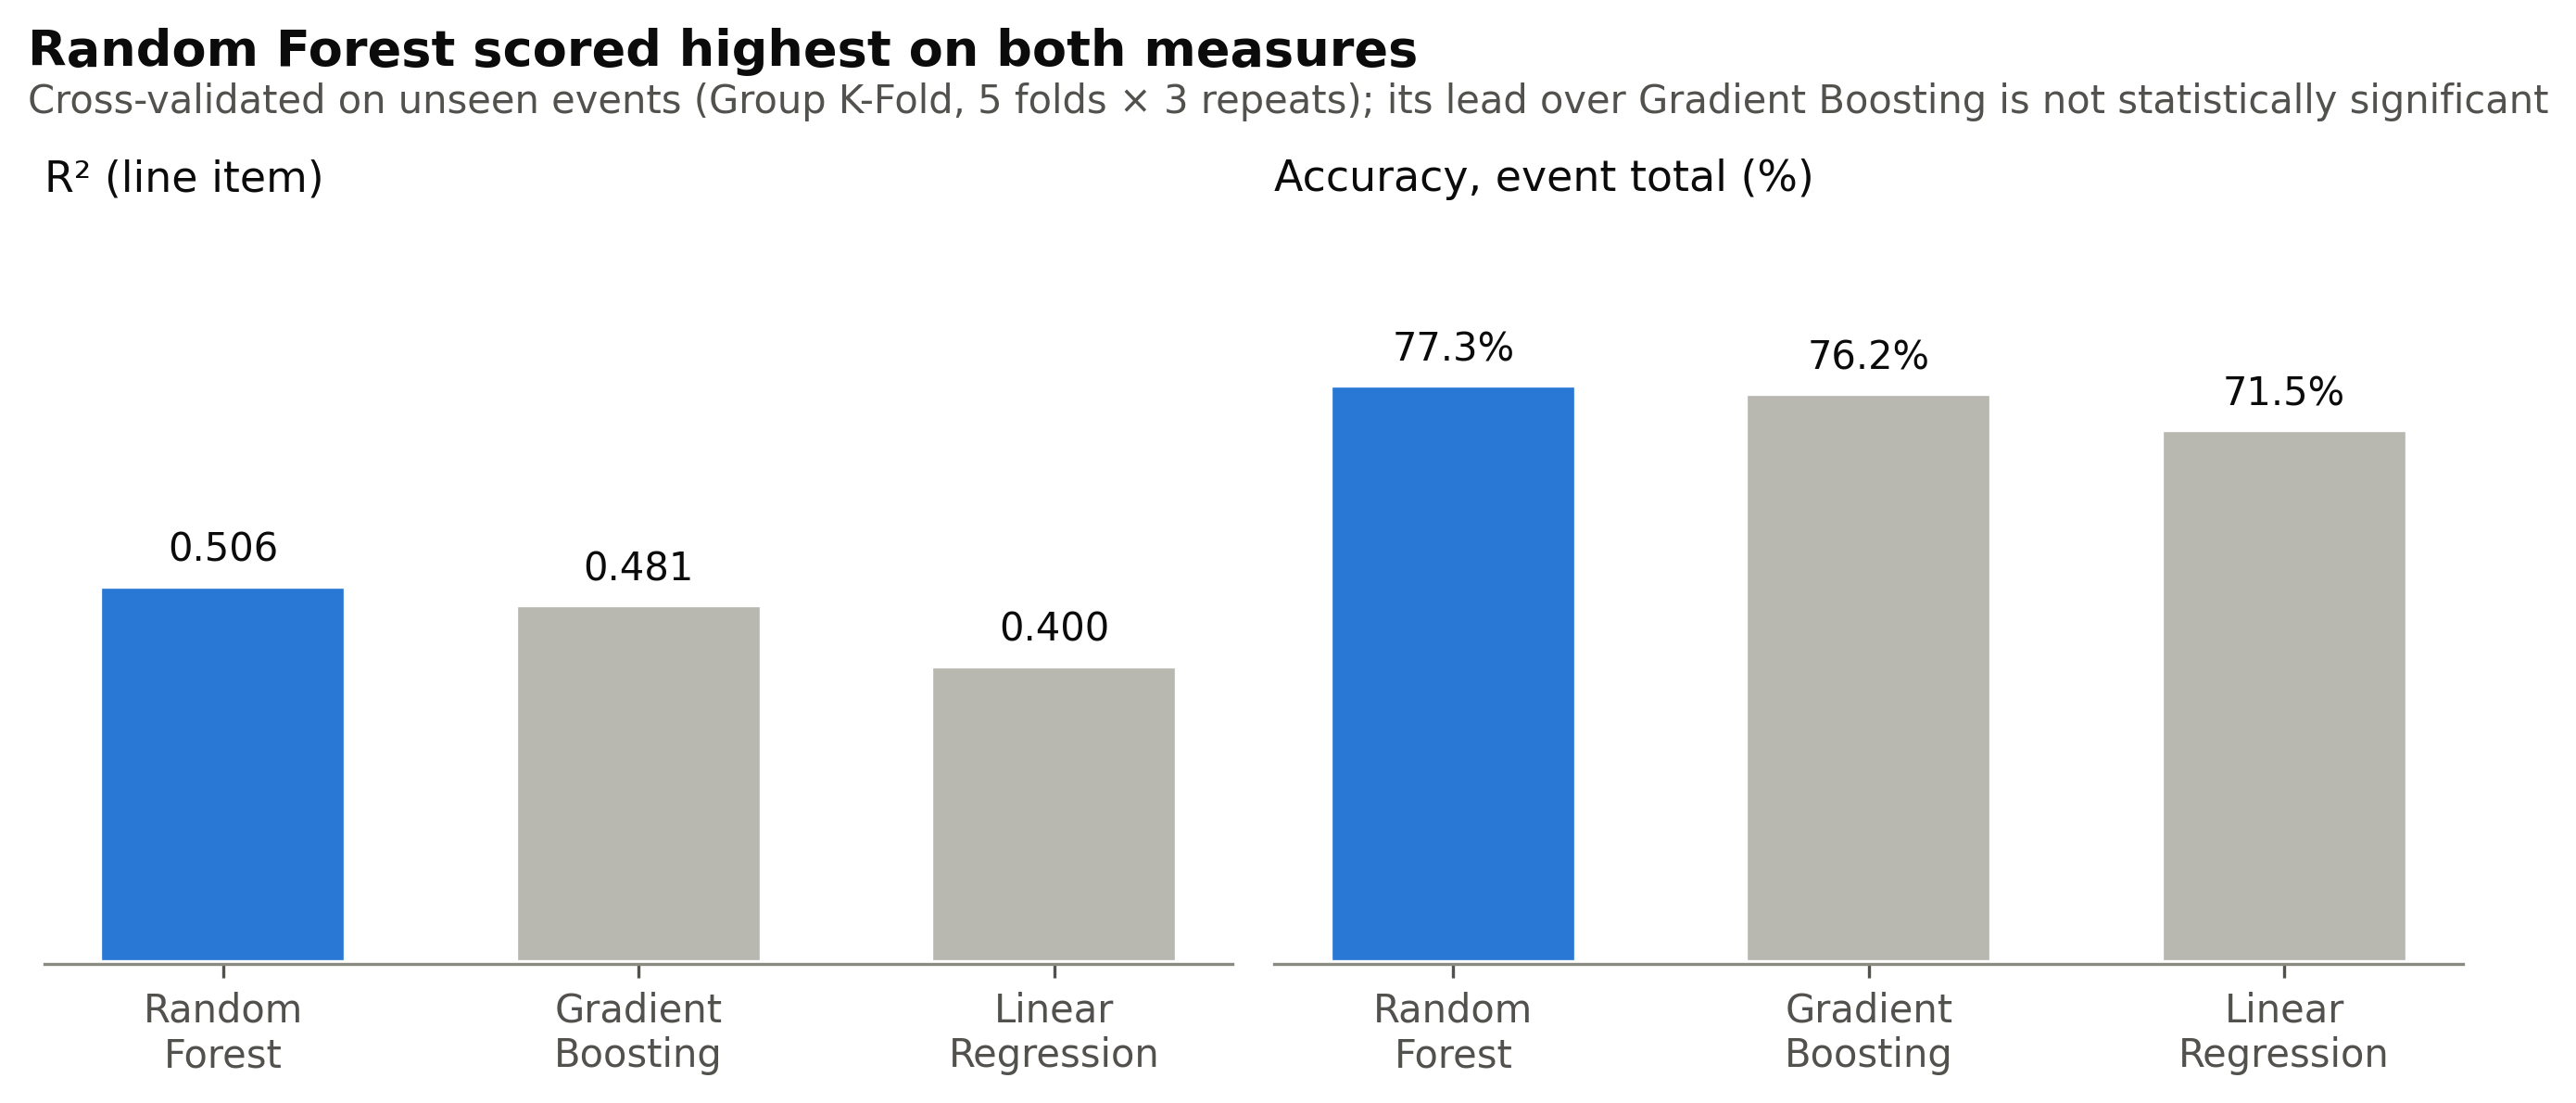 Random Forest scored highest on both measures
Cross-validated on unseen events (Group K-Fold, 5 folds × 3 repeats); its lead over Gradient Boosting is not statistically significant
R² (line item)
0.506
0.481
0.400
Random
Forest
Gradient
Boosting
Linear
Regression
Accuracy, event total (%)
77.3%
76.2%
71.5%
Random
Forest
Gradient
Boosting
Linear
Regression